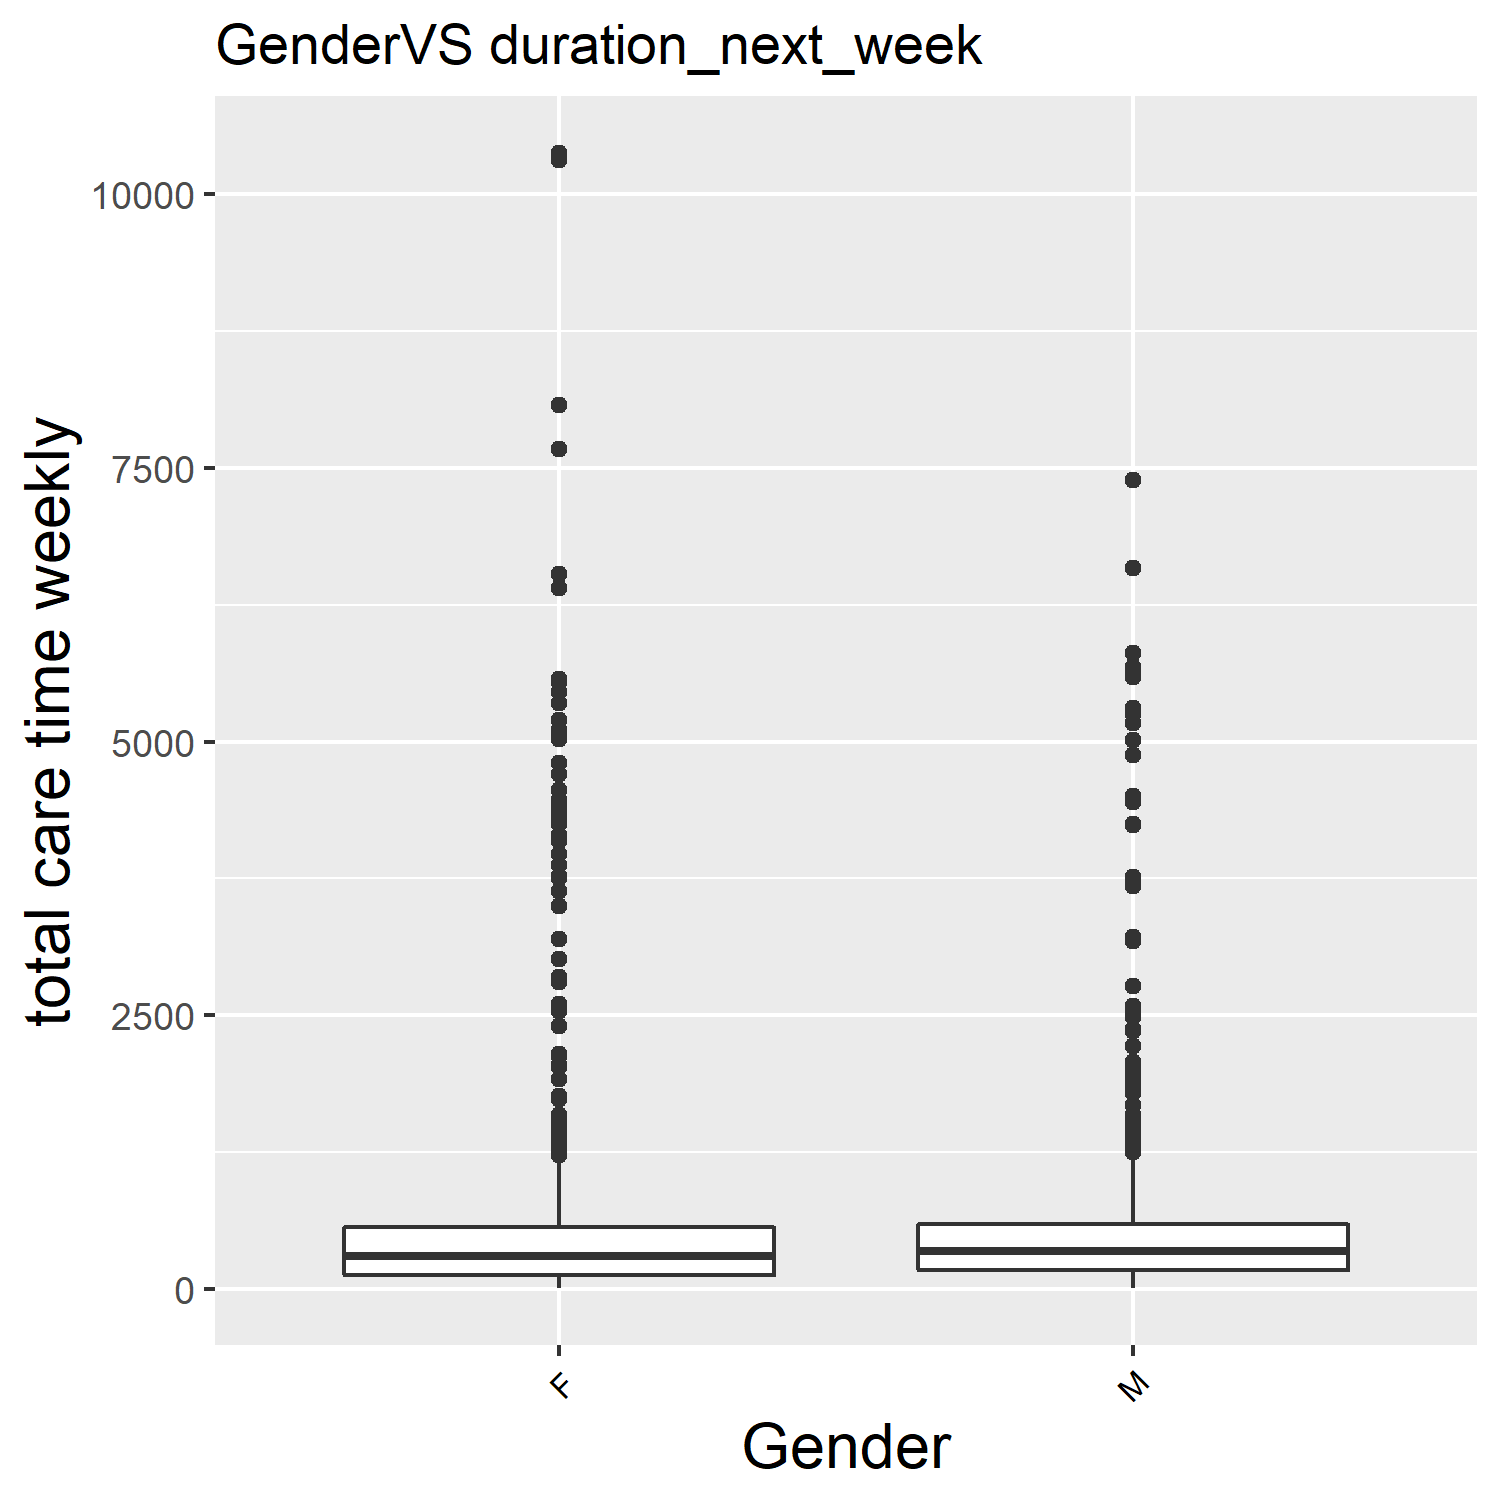 GenderVS duration_next_week
total care time weekly
10000
7500
5000
2500
0
F
M
Gender